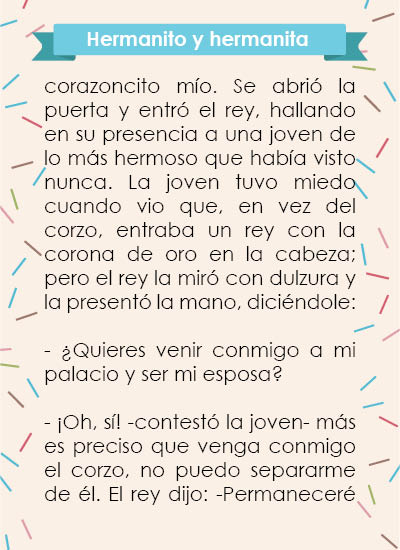 Hermanito y hermanita
corazoncito mío. Se abrió la
puerta y entró el rey, hallando
en su presencia a una joven de
lo más hermoso que había visto
nunca. La joven tuvo miedo
cuando vio que, en vez del
corzo, entraba un rey con la
corona de oro en la cabeza;
pero el rey la miró con dulzura y
la presentó la mano, diciéndole:
- ¿Quieres venir conmigo a mi
palacio y ser mi esposa?
- ¡Oh, sí! -contestó la joven- más
es preciso que venga conmigo
el corzo, no puedo separarme
de él. El rey dijo: -Permaneceré